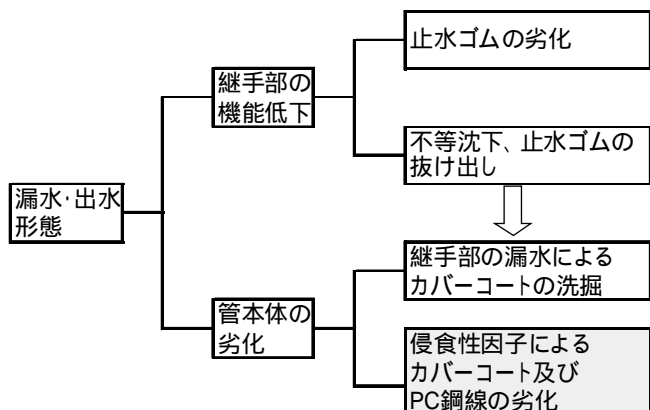 止水ゴムの劣化
継手部の
機能低下
不等沈下、止水ゴムの
抜け出し
漏水・出水
形態
継手部の漏水による
カバーコートの洗掘
管本体の
劣化
侵食性因子による
カバーコート及び
PC鋼線の劣化